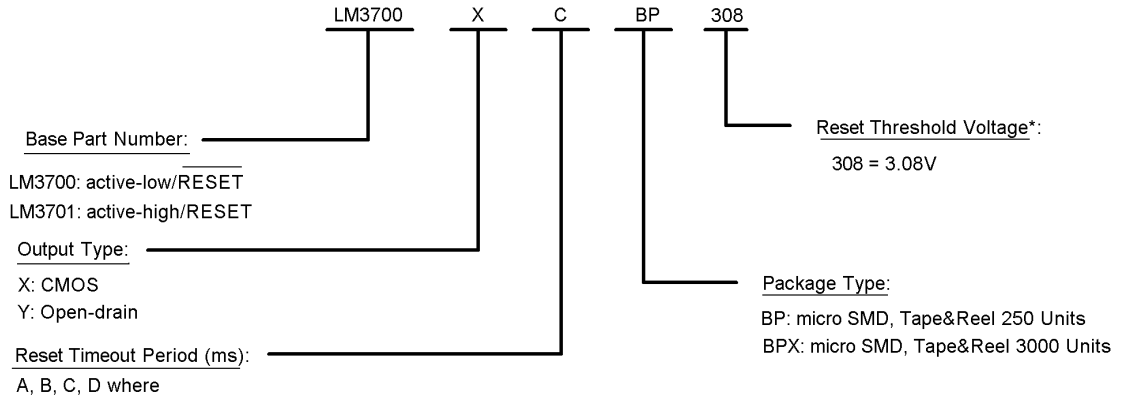 LM3700 X C BP 308
Base Part Number:
LM3700: active-low/RESET
LM3701: active-high/RESET
Output Type:
X: CMOS
Y: Open-drain
Reset Timeout Period (ms):
A, B, C, D where
Reset Threshold Voltage*:
308 = 3.08V
Package Type:
BP: micro SMD, Tape&Reel 250 Units
BPX: micro SMD, Tape&Reel 3000 Units